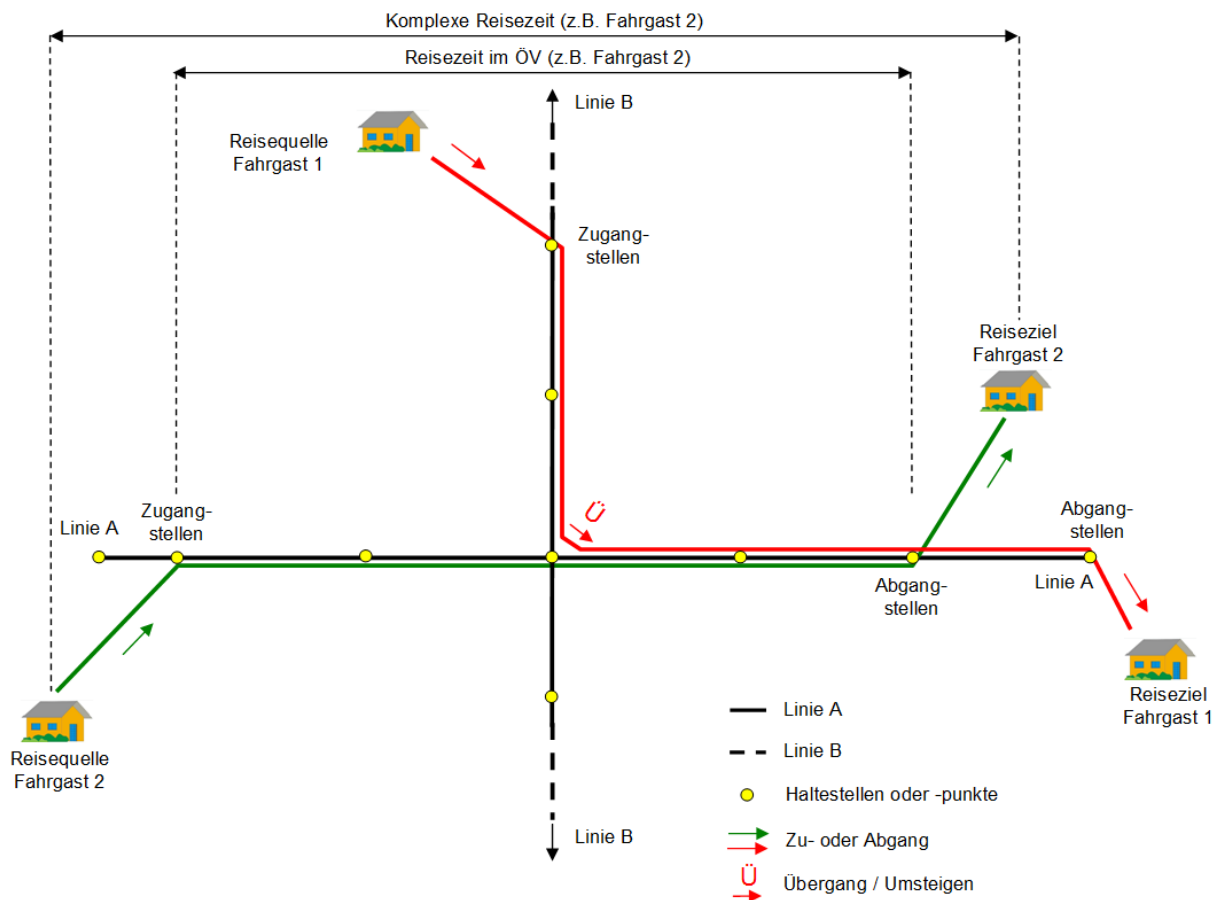 Komplexe Reisezeit (z.B. Fahrgast 2)
Reisezeit im ÖV (z.B. Fahrgast 2)
Linie B
Reisequelle
Fahrgast 1
Zugang-
stellen
Reiseziel
Fahrgast 2
Linie A
Zugang-
stellen
Ü
Abgang-
stellen
Abgang-
stellen
Linie A
Reisequelle
Fahrgast 2
Reiseziel
Fahrgast 1
Linie B
Linie A
Linie B
Haltestellen oder -punkte
Zu- oder Abgang
Ü
Übergang / Umsteigen